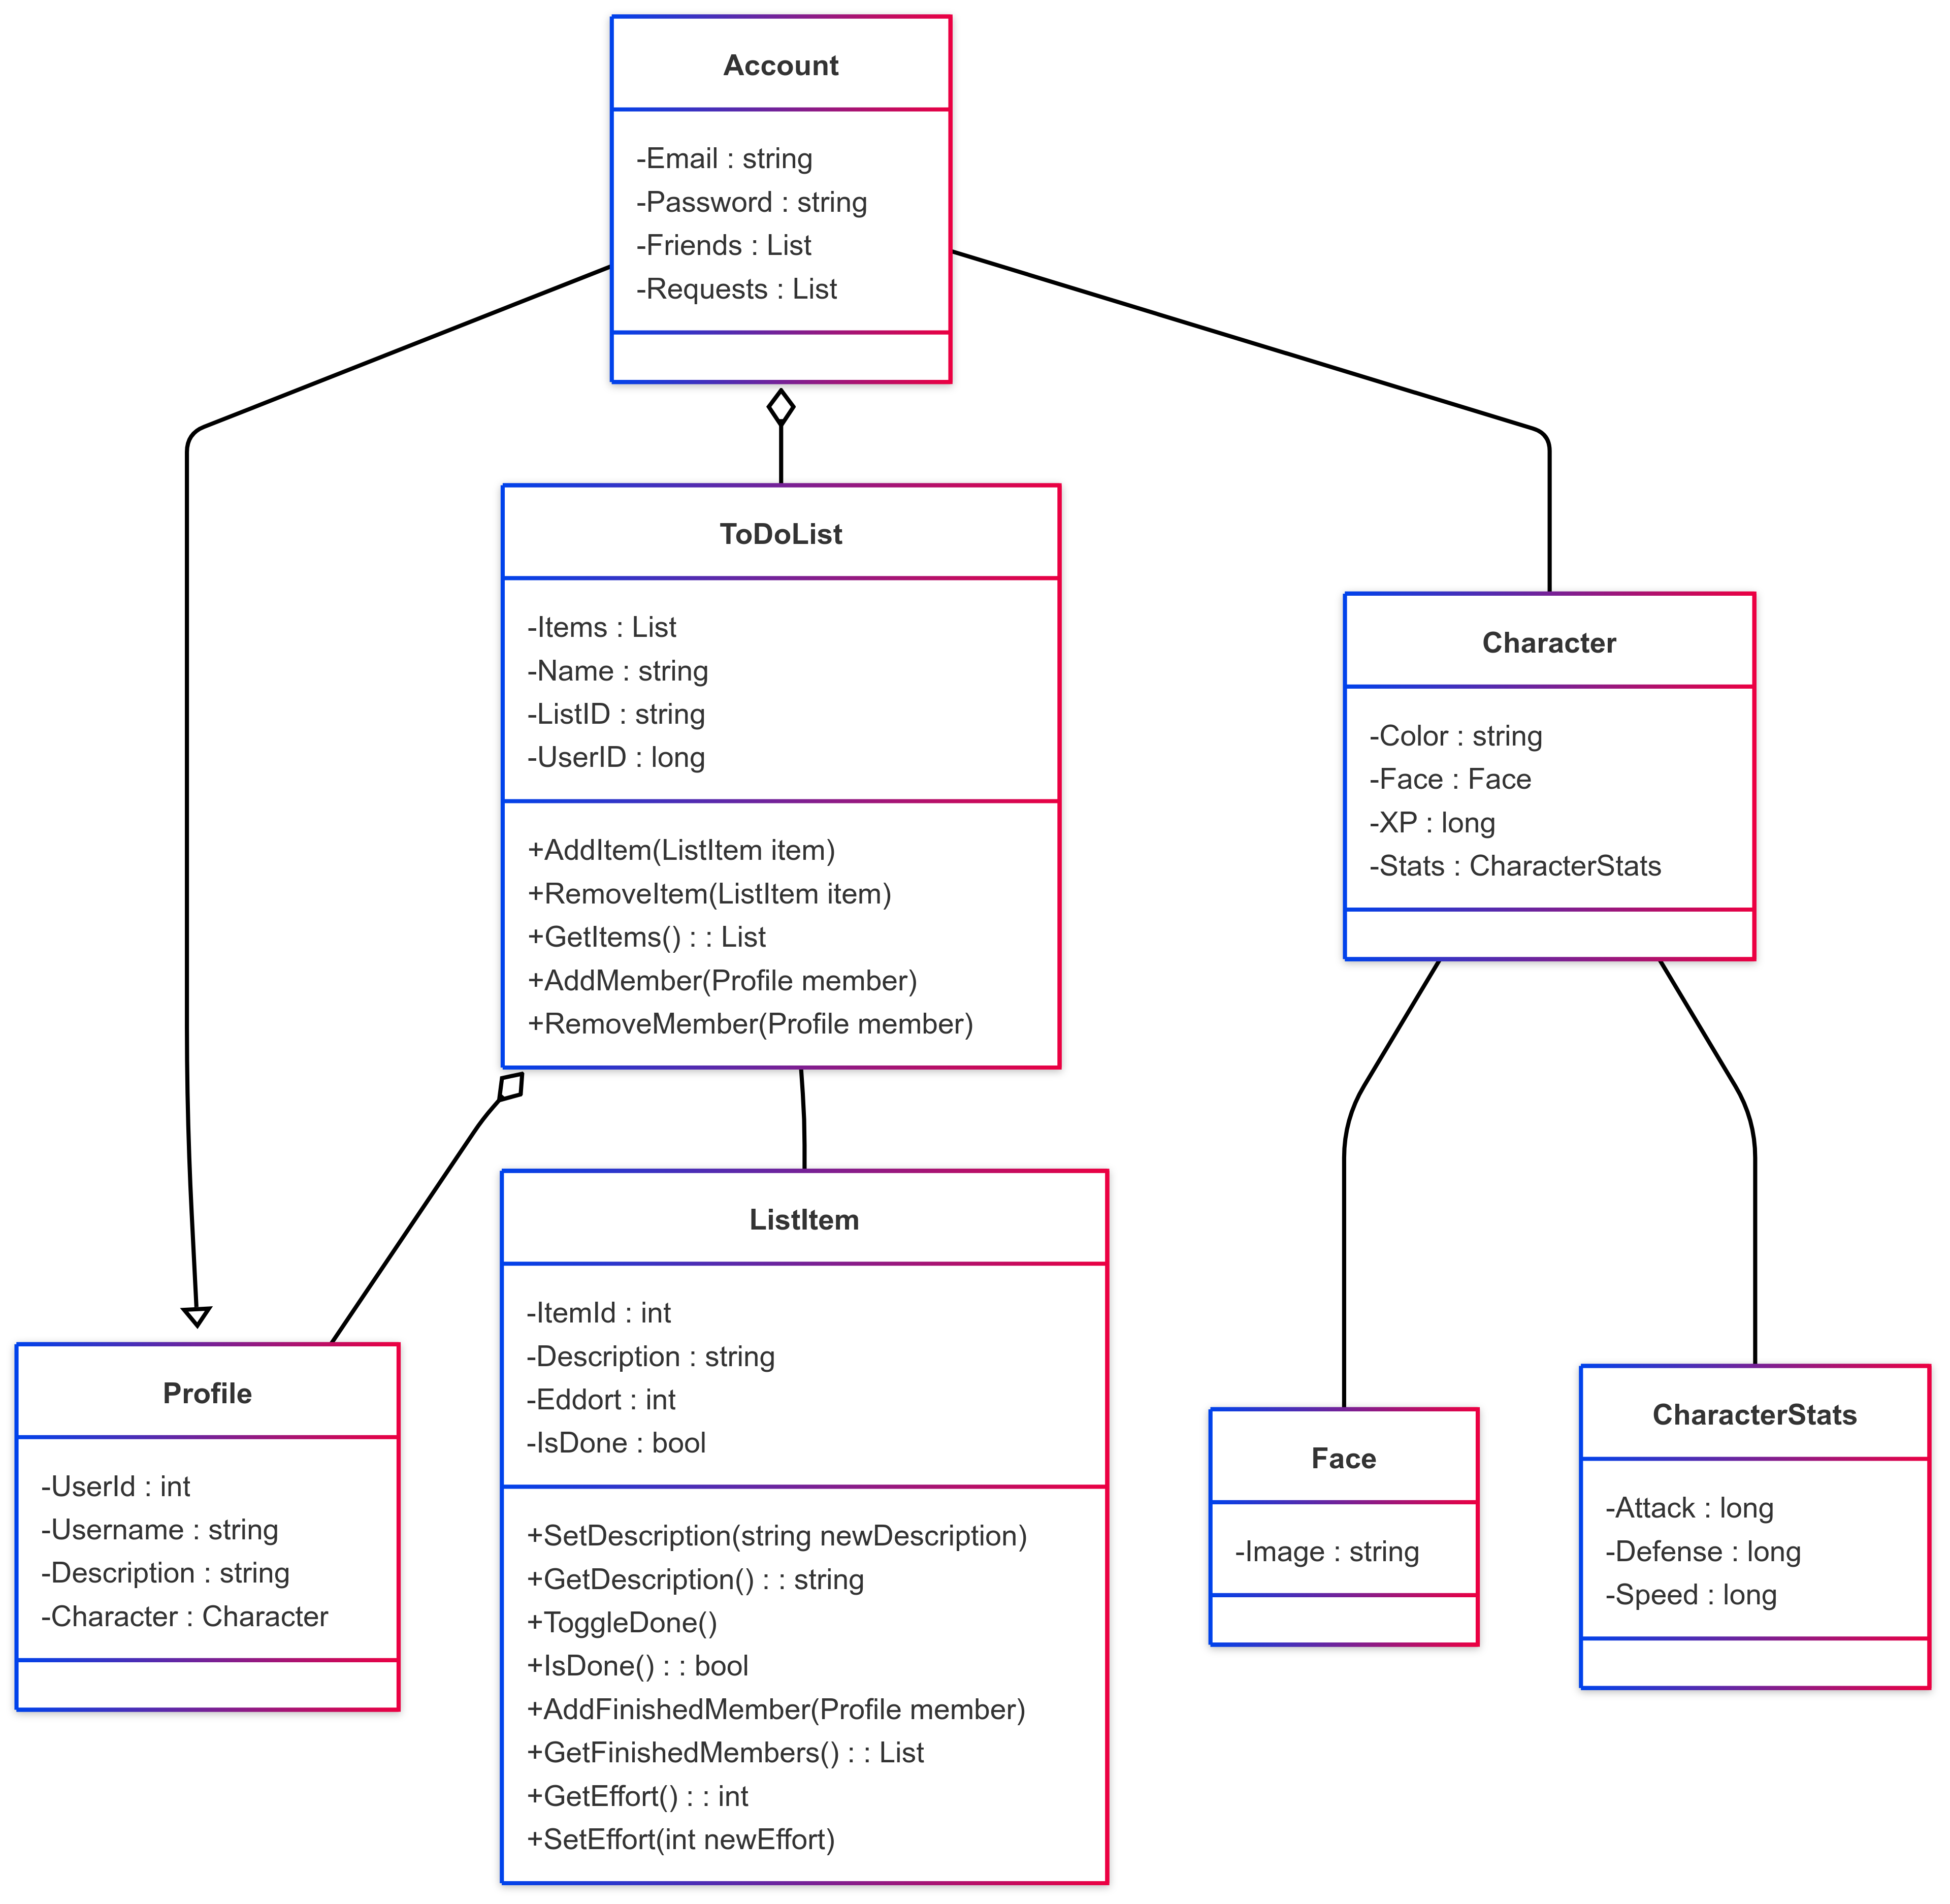 Account
-Email : string
-Password : string
-Friends : List
-Requests : List
ToDoList
-Items : List
-Name : string
-ListID : string
-UserID : long
+AddItem(ListItem item)
+RemoveItem(ListItem item)
+GetItems() : : List
+AddMember(Profile member)
+RemoveMember(Profile member)
Character
-Color : string
-Face : Face
-XP : long
-Stats : CharacterStats
ListItem
-ItemId : int
-Description : string
-Eddort : int
-IsDone : bool
+SetDescription(string newDescription)
+GetDescription() : : string
+ToggleDone()
+IsDone() : : bool
+AddFinishedMember(Profile member)
+GetFinishedMembers() : : List
+GetEffort() : : int
+SetEffort(int newEffort)
Profile
-UserId : int
-Username : string
-Description : string
-Character : Character
Face
-Image : string
CharacterStats
-Attack : long
-Defense : long
-Speed : long